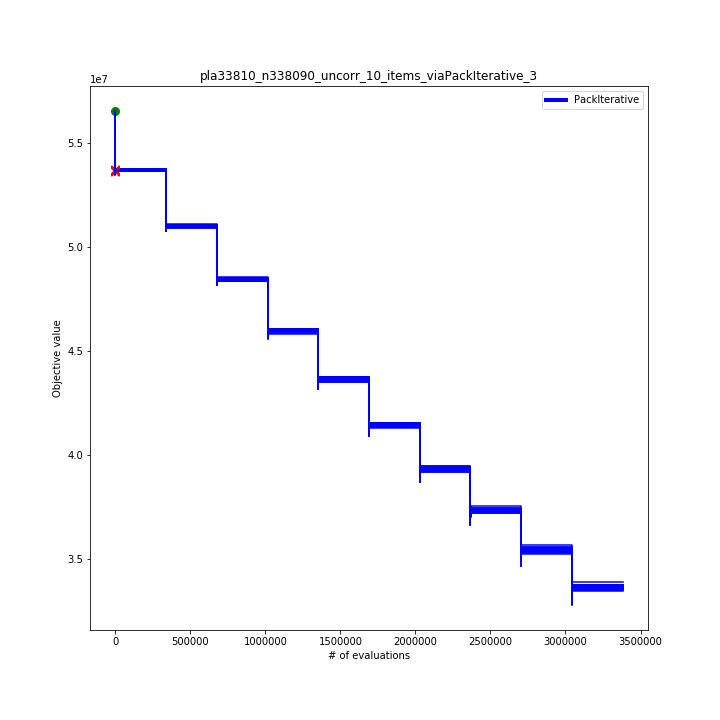 pla33810_n338090_uncorr_10_items_viaPackIterative_3
1e7
PackIterative
5.5
5.0
4.5
4.0
3.5
Objective value
0 500000 1000000 1500000 2000000 2500000 3000000 3500000
# of evaluations